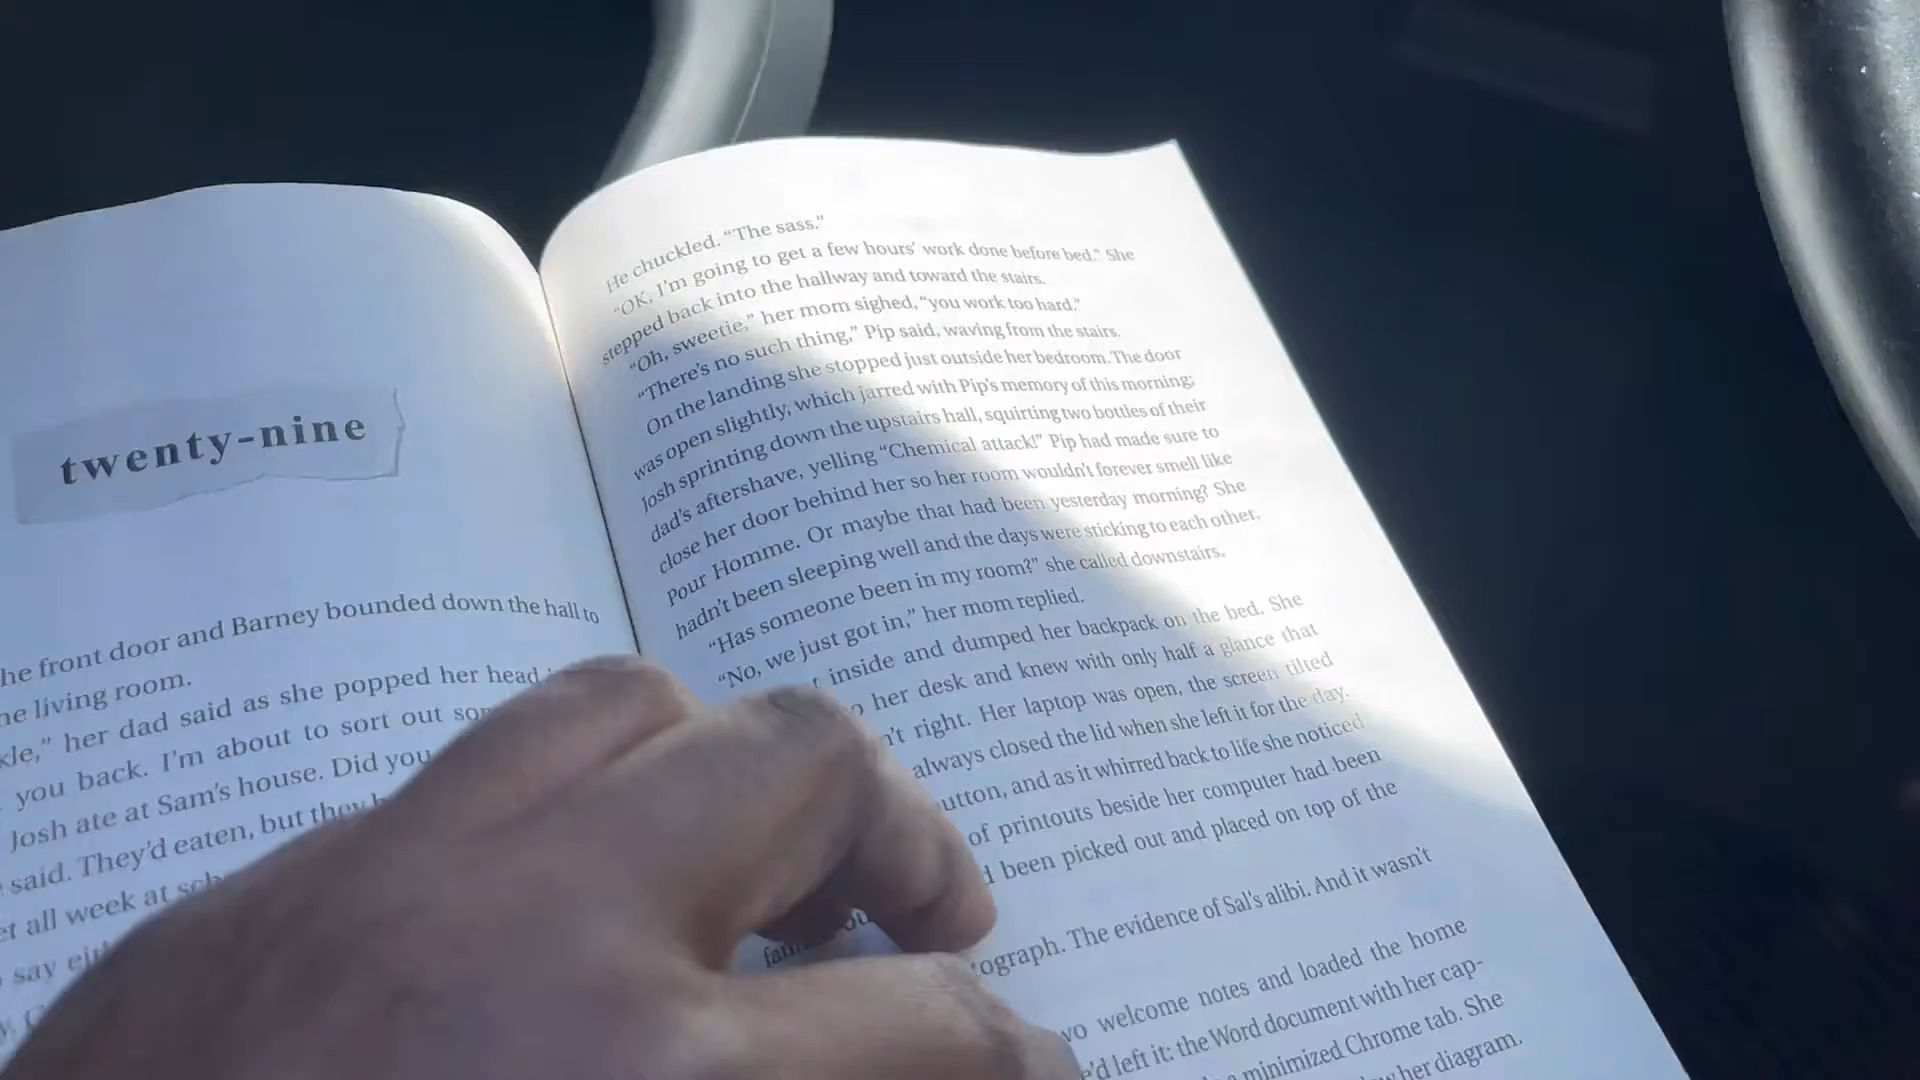 twenty-nine
he front door and Barney bounded down the hall to
ne living room.
kle,” her dad said as she popped her head
you back. I'm about to sort out
Josh ate at Sam's house. Did you
said. They'd eaten, but they
et all week at
say
He chuckled. “The sass.”
“OK, I'm going to get a few hours' work done before bed.” She
stepped back into the hallway and toward the stairs.
“Oh, sweetie,” her mom sighed, “you work too hard.”
“There's no such thing,” Pip said, waving from the stairs.
On the landing she stopped just outside her bedroom. The door
was open slightly, which jarred with Pip's memory of this morning;
Josh sprinting down the upstairs hall, squirting two bottles of their
dad's aftershave, yelling “Chemical attack!” Pip had made sure to
close her door behind her so her room wouldn't forever smell like
Pour Homme. Or maybe that had been yesterday morning? She
hadn't been sleeping well and the days were sticking to each other.
“Has someone been in my room?” she called downstairs.
“No, we just got in,” her mom replied.
t inside and dumped her backpack on the bed. She
o her desk and knew with only half a glance that
n't right. Her laptop was open, the screen tilted
always closed the lid when she left it for the day.
utton, and as it whirred back to life she noticed
of printouts beside her computer had been
d been picked out and placed on top of the
tograph. The evidence of Sal's alibi. And it wasn't
wo welcome notes and loaded the home
e'd left it: the Word document with her cap-
minimized Chrome tab. She
her diagram.